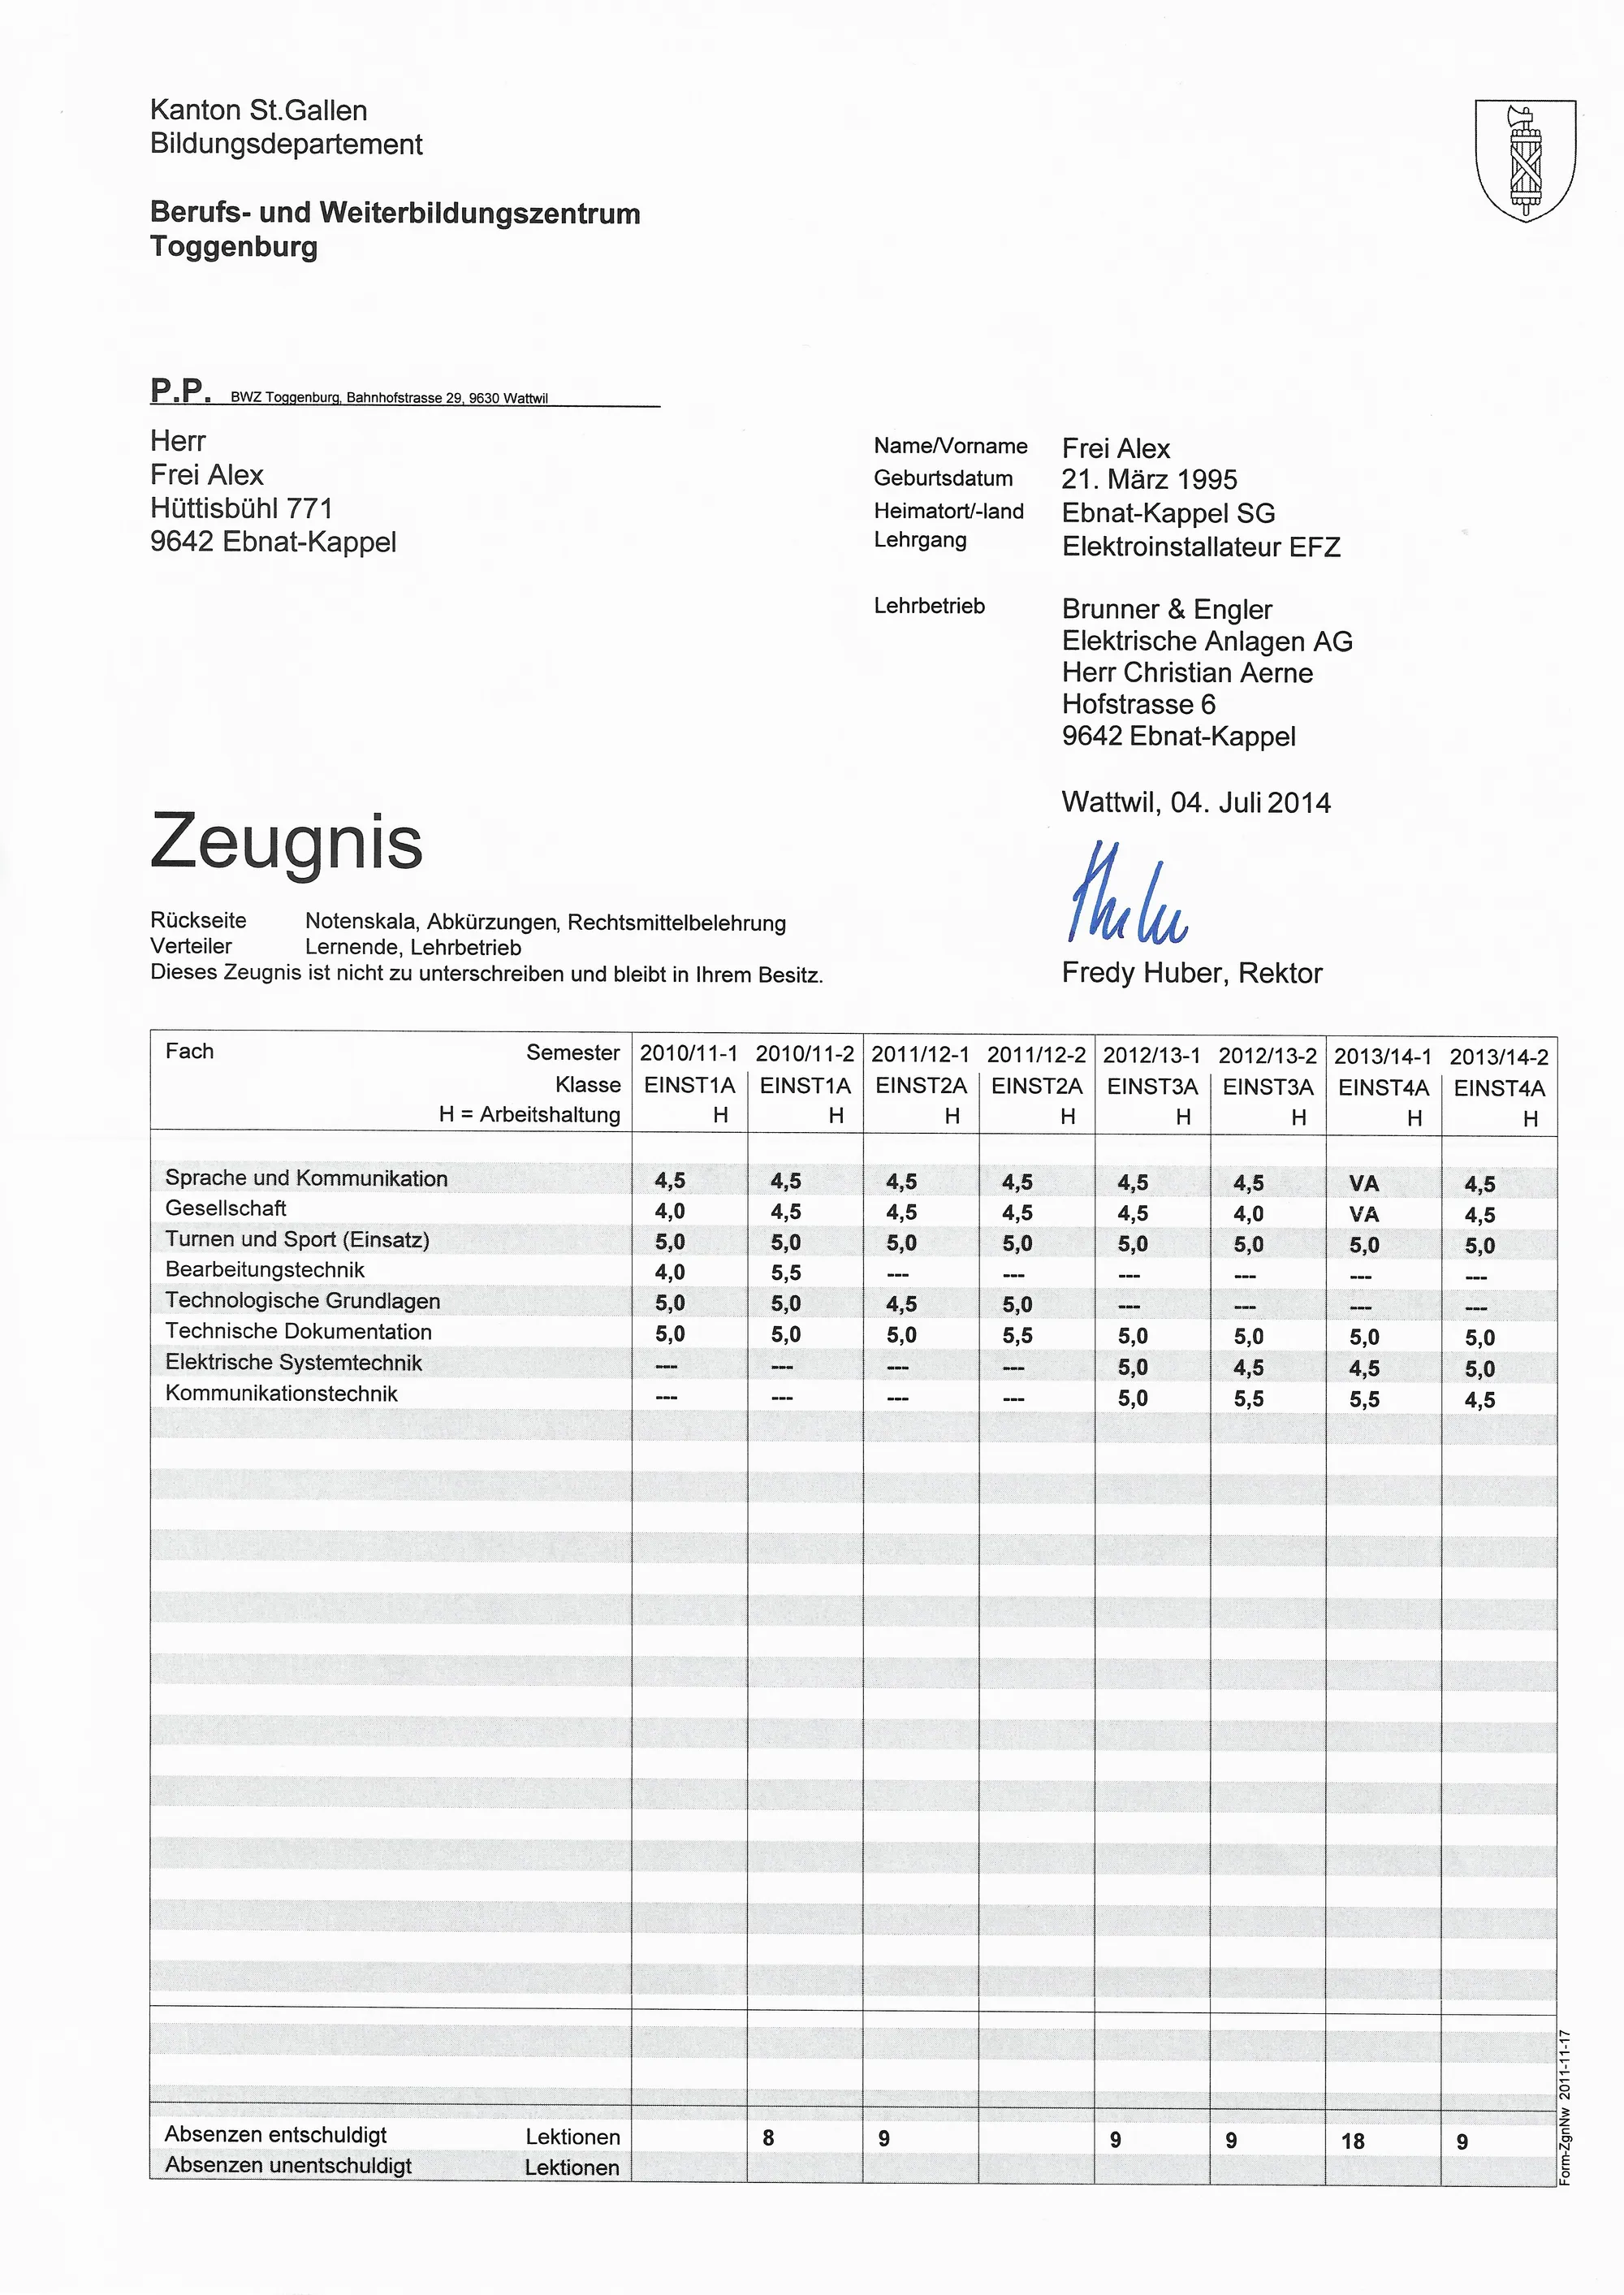 Kanton St.Gallen
Bildungsdepartement
Berufs- und Weiterbildungszentrum
Toggenburg
P.P. BWZ Toggenburg, Bahnhofstrasse 29, 9630 Wattwil
Herr
Frei Alex
Hüttisbühl 771
9642 Ebnat-Kappel
Name/Vorname Frei Alex
Geburtsdatum 21. März 1995
Heimatort/-land Ebnat-Kappel SG
Lehrgang Elektroinstallateur EFZ
Lehrbetrieb Brunner & Engler
Elektrische Anlagen AG
Herr Christian Aerne
Hofstrasse 6
9642 Ebnat-Kappel
Wattwil, 04. Juli 2014
Zeugnis
Huber
Rückseite Notenskala, Abkürzungen, Rechtsmittelbelehrung
Verteiler Lernende, Lehrbetrieb
Dieses Zeugnis ist nicht zu unterschreiben und bleibt in Ihrem Besitz.
Fredy Huber, Rektor
Fach Semester 2010/11-1 2010/11-2 2011/12-1 2011/12-2 2012/13-1 2012/13-2 2013/14-1 2013/14-2
Klasse EINST1A EINST1A EINST2A EINST2A EINST3A EINST3A EINST4A EINST4A
H = Arbeitshaltung H H H H H H H H
Sprache und Kommunikation 4,5 4,5 4,5 4,5 4,5 4,5 VA 4,5
Gesellschaft 4,0 4,5 4,5 4,5 4,5 4,0 VA 4,5
Turnen und Sport (Einsatz) 5,0 5,0 5,0 5,0 5,0 5,0 5,0 5,0
Bearbeitungstechnik 4,0 5,5 --- --- --- --- --- ---
Technologische Grundlagen 5,0 5,0 4,5 5,0 --- --- --- ---
Technische Dokumentation 5,0 5,0 5,0 5,5 5,0 5,0 5,0 5,0
Elektrische Systemtechnik --- --- --- --- 5,0 4,5 4,5 5,0
Kommunikationstechnik --- --- --- --- 5,0 5,5 5,5 4,5
Absenzen entschuldigt Lektionen 8 9 9 9 18 9
Absenzen unentschuldigt Lektionen
Form-ZgnNw 2011-11-17